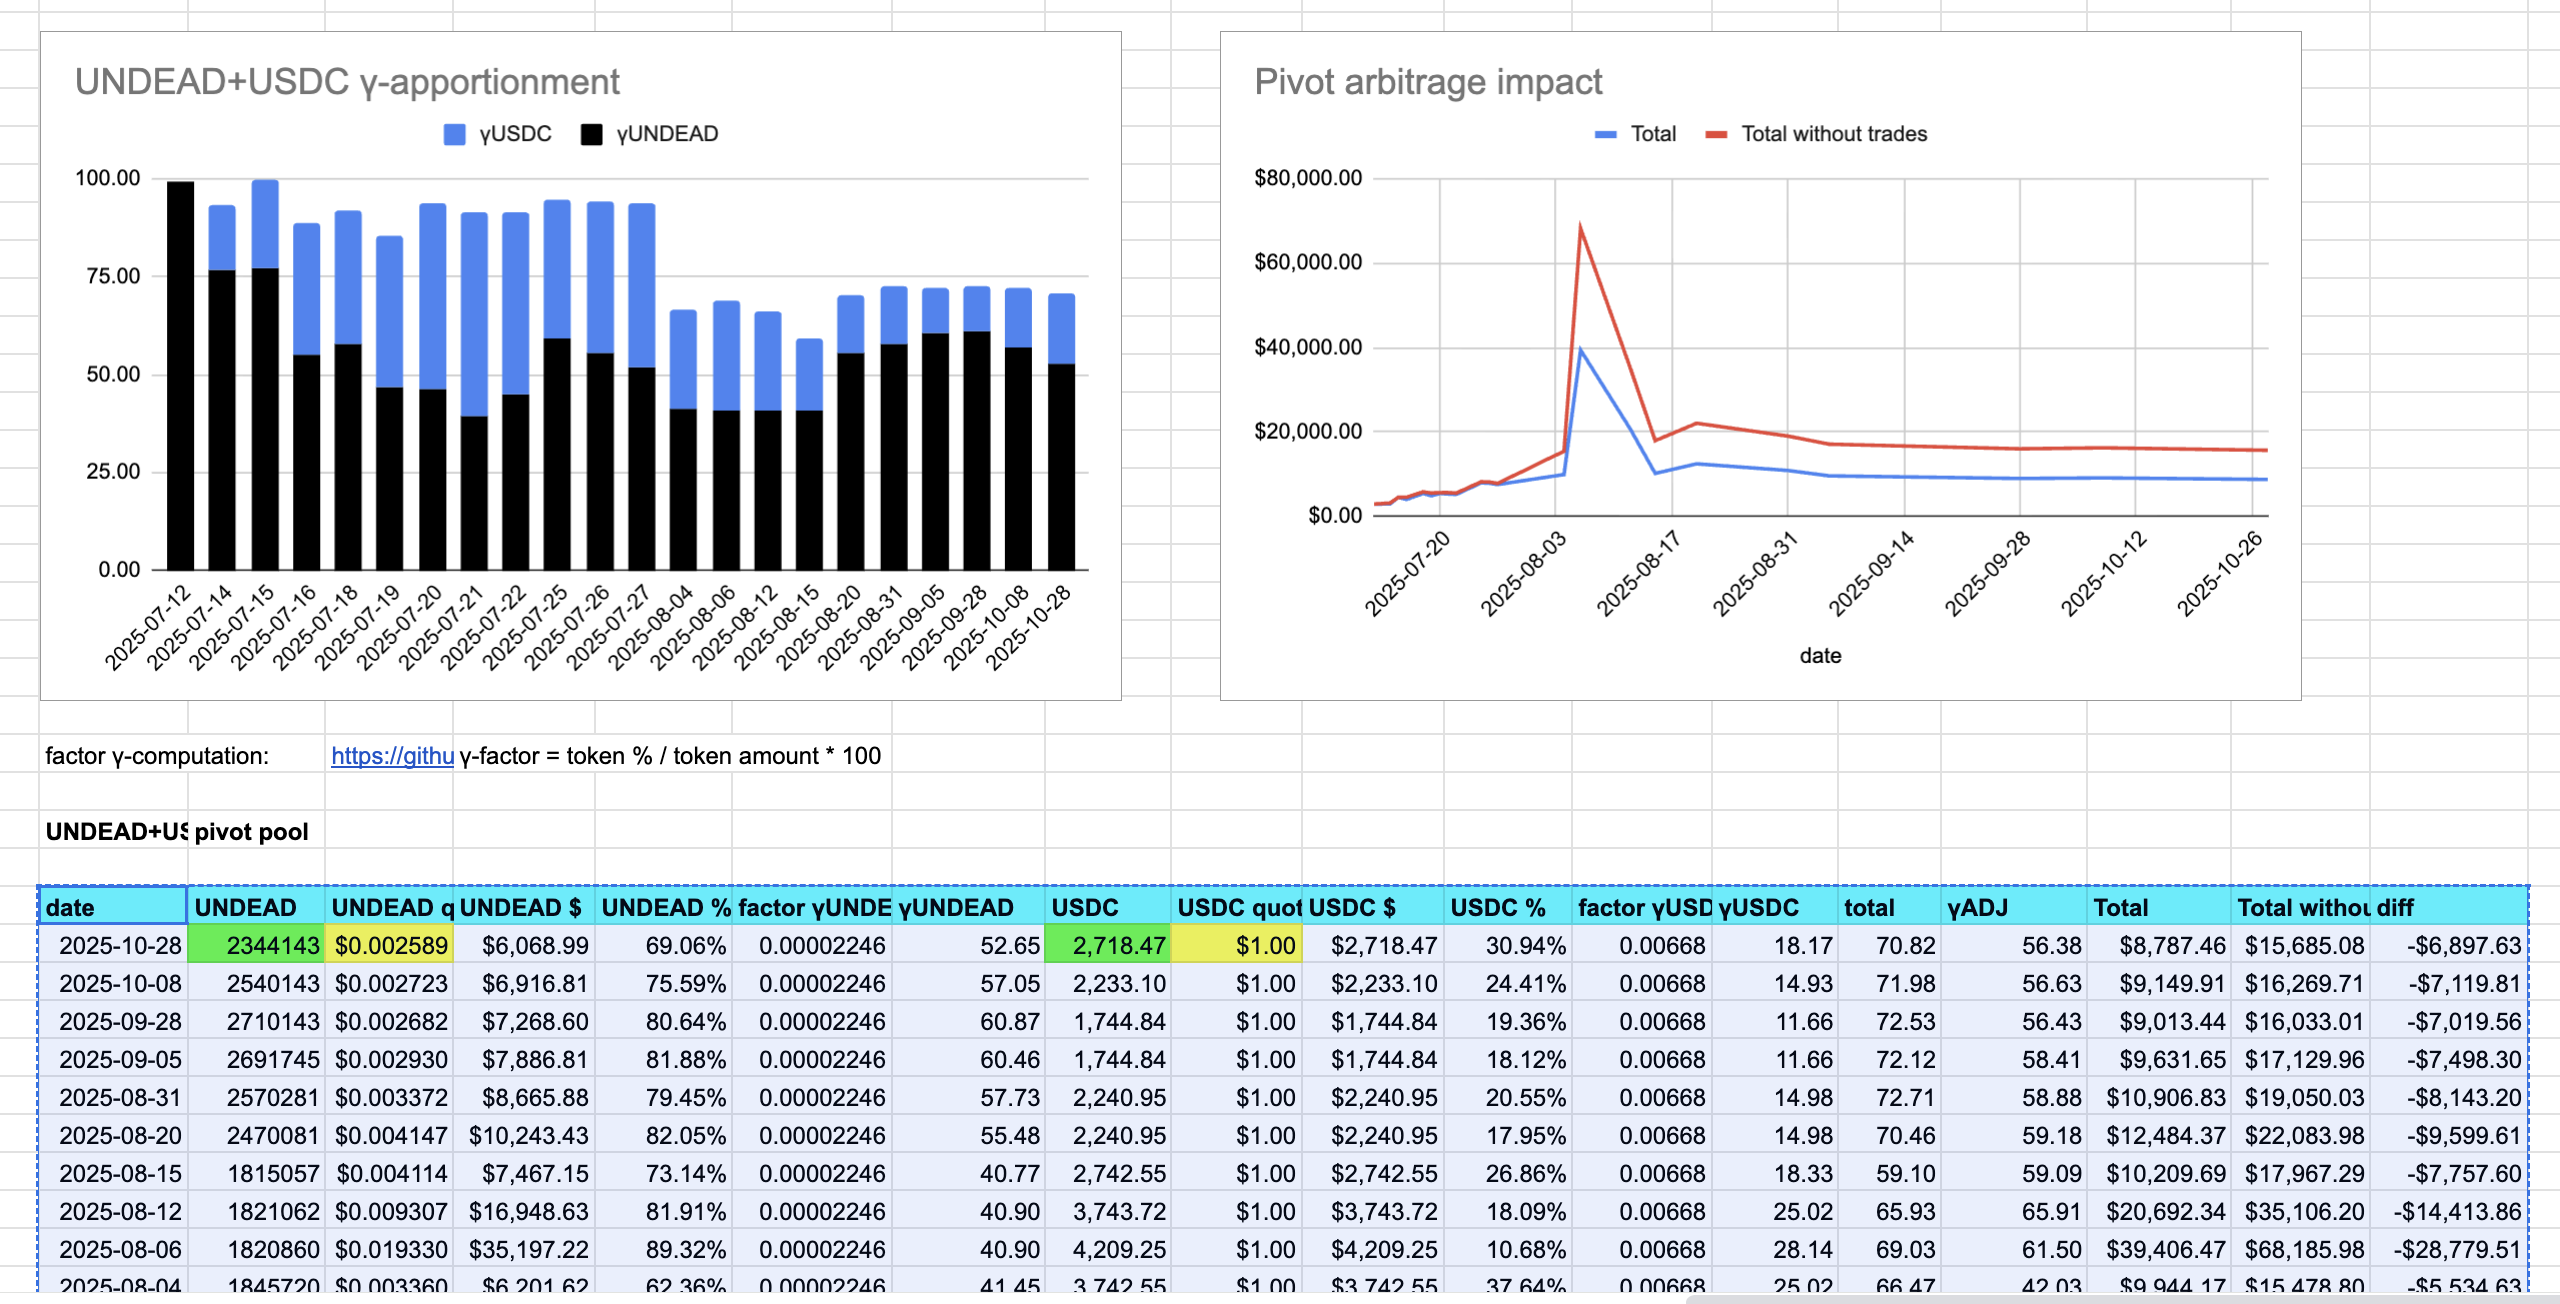 UNDEAD+USDC γ-apportionment
γUSDC γUNDEAD
100.00
75.00
50.00
25.00
0.00
2025-07-12 2025-07-14 2025-07-15 2025-07-16 2025-07-18 2025-07-19 2025-07-20 2025-07-21 2025-07-22 2025-07-25 2025-07-26 2025-07-27 2025-08-04 2025-08-06 2025-08-12 2025-08-15 2025-08-20 2025-08-31 2025-09-05 2025-09-28 2025-10-08 2025-10-28
Pivot arbitrage impact
Total Total without trades
$80,000.00
$60,000.00
$40,000.00
$20,000.00
$0.00
2025-07-20 2025-08-03 2025-08-17 2025-08-31 2025-09-14 2025-09-28 2025-10-12 2025-10-26
date
factor γ-computation: https://githu γ-factor = token % / token amount * 100
UNDEAD+US pivot pool
date UNDEAD UNDEAD q UNDEAD $ UNDEAD % factor γUNDE γUNDEAD USDC USDC quot USDC $ USDC % factor γUSD γUSDC total γADJ Total Total withou diff
2025-10-28 2344143 $0.002589 $6,068.99 69.06% 0.00002246 52.65 2,718.47 $1.00 $2,718.47 30.94% 0.00668 18.17 70.82 56.38 $8,787.46 $15,685.08 -$6,897.63
2025-10-08 2540143 $0.002723 $6,916.81 75.59% 0.00002246 57.05 2,233.10 $1.00 $2,233.10 24.41% 0.00668 14.93 71.98 56.63 $9,149.91 $16,269.71 -$7,119.81
2025-09-28 2710143 $0.002682 $7,268.60 80.64% 0.00002246 60.87 1,744.84 $1.00 $1,744.84 19.36% 0.00668 11.66 72.53 56.43 $9,013.44 $16,033.01 -$7,019.56
2025-09-05 2691745 $0.002930 $7,886.81 81.88% 0.00002246 60.46 1,744.84 $1.00 $1,744.84 18.12% 0.00668 11.66 72.12 58.41 $9,631.65 $17,129.96 -$7,498.30
2025-08-31 2570281 $0.003372 $8,665.88 79.45% 0.00002246 57.73 2,240.95 $1.00 $2,240.95 20.55% 0.00668 14.98 72.71 58.88 $10,906.83 $19,050.03 -$8,143.20
2025-08-20 2470081 $0.004147 $10,243.43 82.05% 0.00002246 55.48 2,240.95 $1.00 $2,240.95 17.95% 0.00668 14.98 70.46 59.18 $12,484.37 $22,083.98 -$9,599.61
2025-08-15 1815057 $0.004114 $7,467.15 73.14% 0.00002246 40.77 2,742.55 $1.00 $2,742.55 26.86% 0.00668 18.33 59.10 59.09 $10,209.69 $17,967.29 -$7,757.60
2025-08-12 1821062 $0.009307 $16,948.63 81.91% 0.00002246 40.90 3,743.72 $1.00 $3,743.72 18.09% 0.00668 25.02 65.93 65.91 $20,692.34 $35,106.20 -$14,413.86
2025-08-06 1820860 $0.019330 $35,197.22 89.32% 0.00002246 40.90 4,209.25 $1.00 $4,209.25 10.68% 0.00668 28.14 69.03 61.50 $39,406.47 $68,185.98 -$28,779.51
2025-08-04 1845720 $0.003360 $6,201.62 62.36% 0.00002246 41.45 3,742.55 $1.00 $3,742.55 37.64% 0.00668 25.02 66.47 42.03 $9,944.17 $15,478.80 -$5,534.63